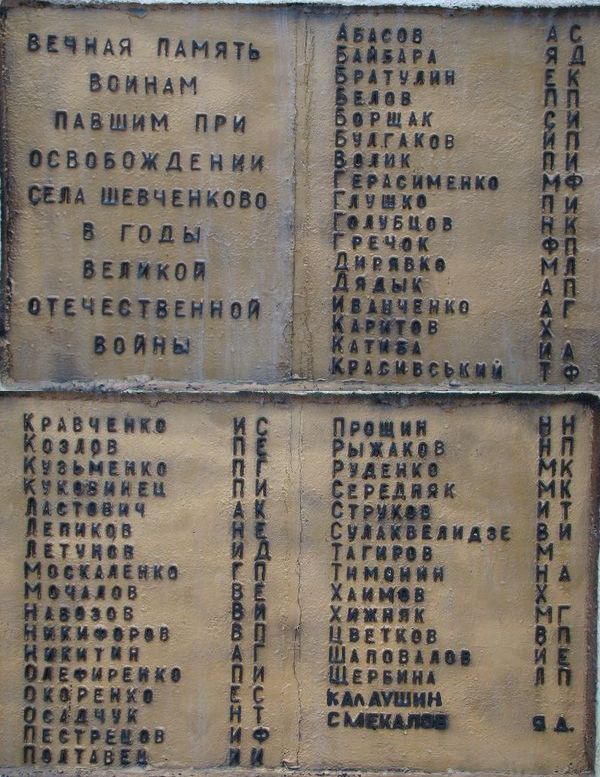 ВЕЧНАЯ ПАМЯТЬ
ВОИНАМ
ПАВШИМ ПРИ
ОСВОБОЖДЕНИИ
СЕЛА ШЕВЧЕНКОВО
В ГОДЫ
ВЕЛИКОЙ
ОТЕЧЕСТВЕННОЙ
ВОЙНЫ
АБАСОВ А С
БАЙБАРА Я Д
БРАТУЛИН Е К
БЕЛОВ П П
БОРЩАК С И
БУЛГАКОВ И П
ВОЛИК П И
ГЕРАСИМЕНКО М Ф
ГЛУШКО П И
ГОЛУБЦОВ Н К
ГРЕЧОК Ф П
ДИРЯВКО М Л
ДЯДЫК А П
ИВАНЧЕНКО А Г
КАРИТОВ Х
КАТИБА И А
КРАСИВСЬКИЙ Т Ф
КРАВЧЕНКО И С
КОЗЛОВ П Е
КУЗЬМЕНКО П Г
КУКОВИНЕЦ П И
ЛАСТОВИЧ А К
ЛЕПИКОВ Н Е
ЛЕТУНОВ И Д
МОСКАЛЕНКО Г П
МОЧАЛОВ В Е
НАВОЗОВ В И
НИКИФОРОВ В П
НИКИТИН А Г
ОЛЕФИРЕНКО П И
ОКОРЕНКО Е С
ОСАДЧУК Н Т
ПЕСТРЕЦОВ И Ф
ПОЛТАВЕЦ И И
ПРОЩИН Н Н
РЫЖАКОВ Н П
РУДЕНКО М К
СЕРЕДНЯК М К
СТРУКОВ И Т
СУЛАКВЕЛИДЗЕ В И
ТАГИРОВ М
ТИМОНИН Н А
ХАИМОВ Х
ХИЖНЯК М Г
ЦВЕТКОВ В П
ШАПОВАЛОВ И Е
ЩЕРБИНА Л П
КАЛАУШИН
СМЕКАЛОВ Я Д.